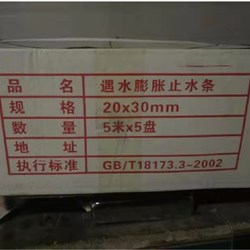 品 名 遇水膨胀止水条
规 格 20x30mm
数 量 5米x5盘
地 址
执行标准 GB/T18173.3-2002